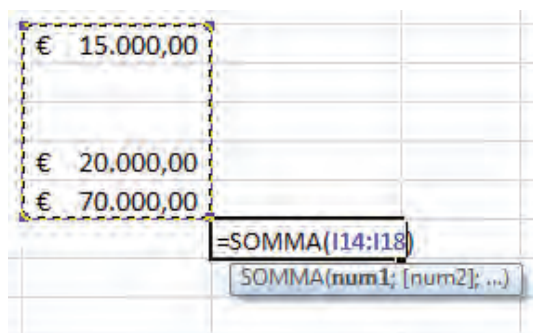 € 15.000,00
€ 20.000,00
€ 70.000,00
=SOMMA(I14:I18)
SOMMA(num1; [num2]; ...)